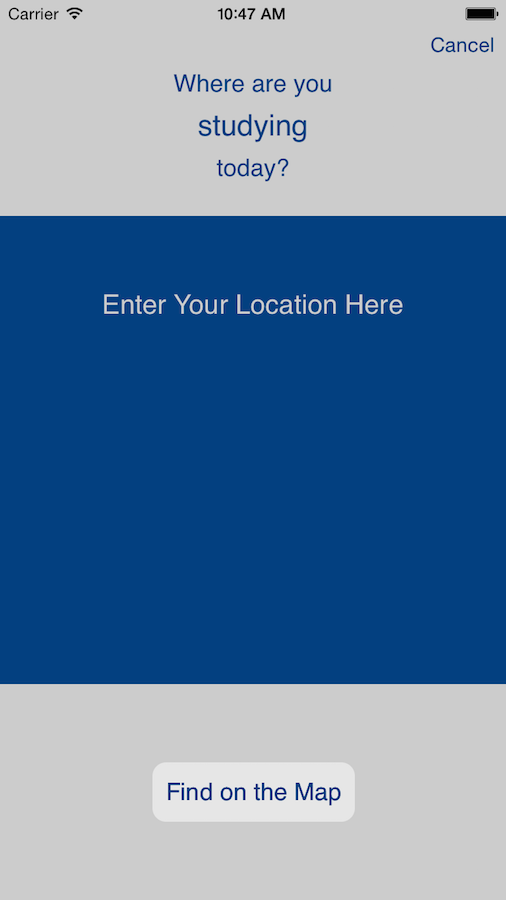 Carrier 10:47 AM
Cancel
Where are you
studying
today?
Enter Your Location Here
Find on the Map